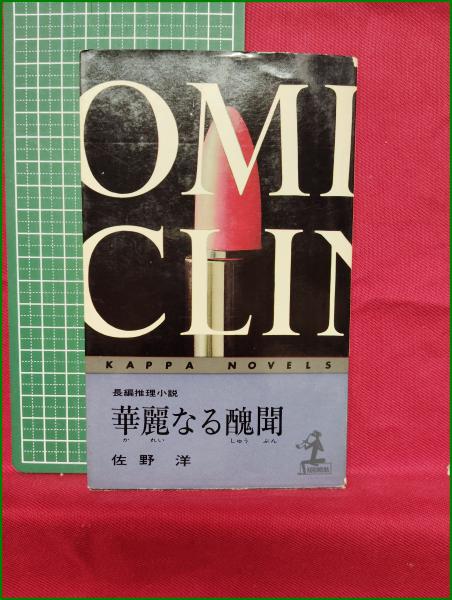 OMI
CLIN
KAPPA NOVELS
長編推理小説
華麗なる醜聞
か れい しゅう ぶん
佐野 洋